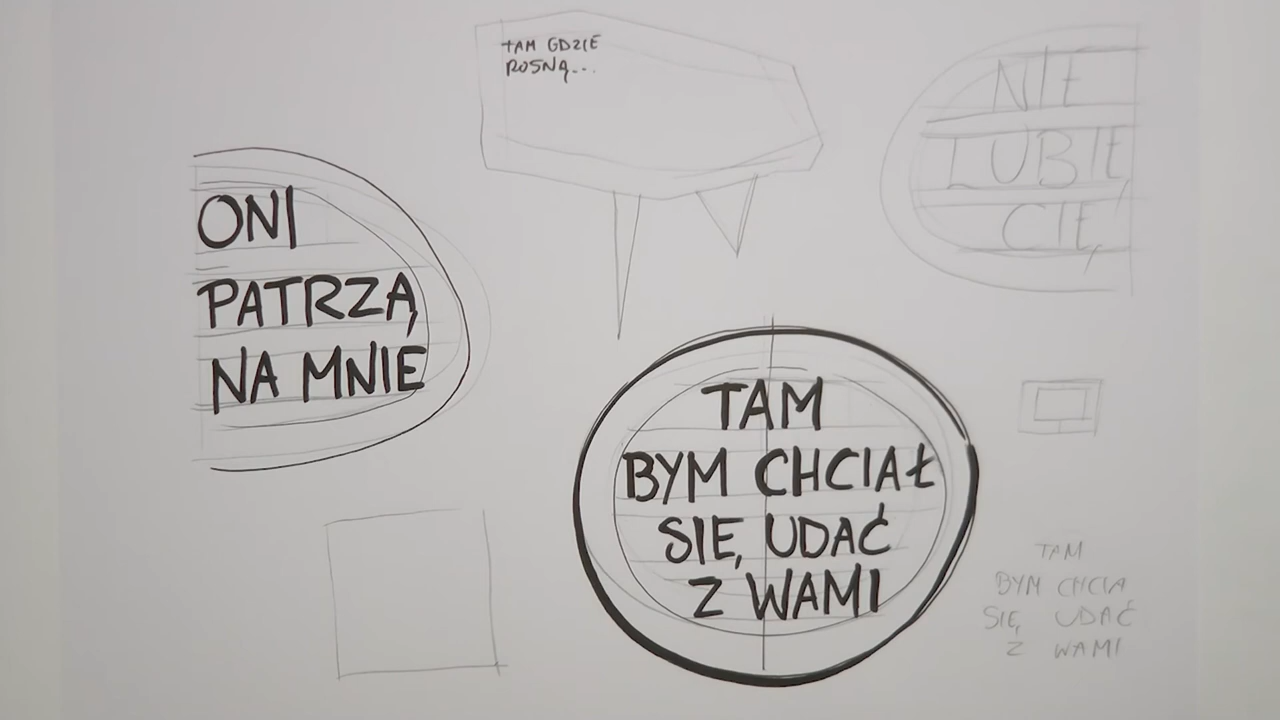 TAM GDZIE
ROSNĄ...
NIE
LUBIĘ
CIĘ
ONI
PATRZĄ
NA MNIE
TAM
BYM CHCIAŁ
SIĘ UDAĆ
Z WAMI
TAM
BYM CHCIA
SIĘ UDAĆ
Z WAMI